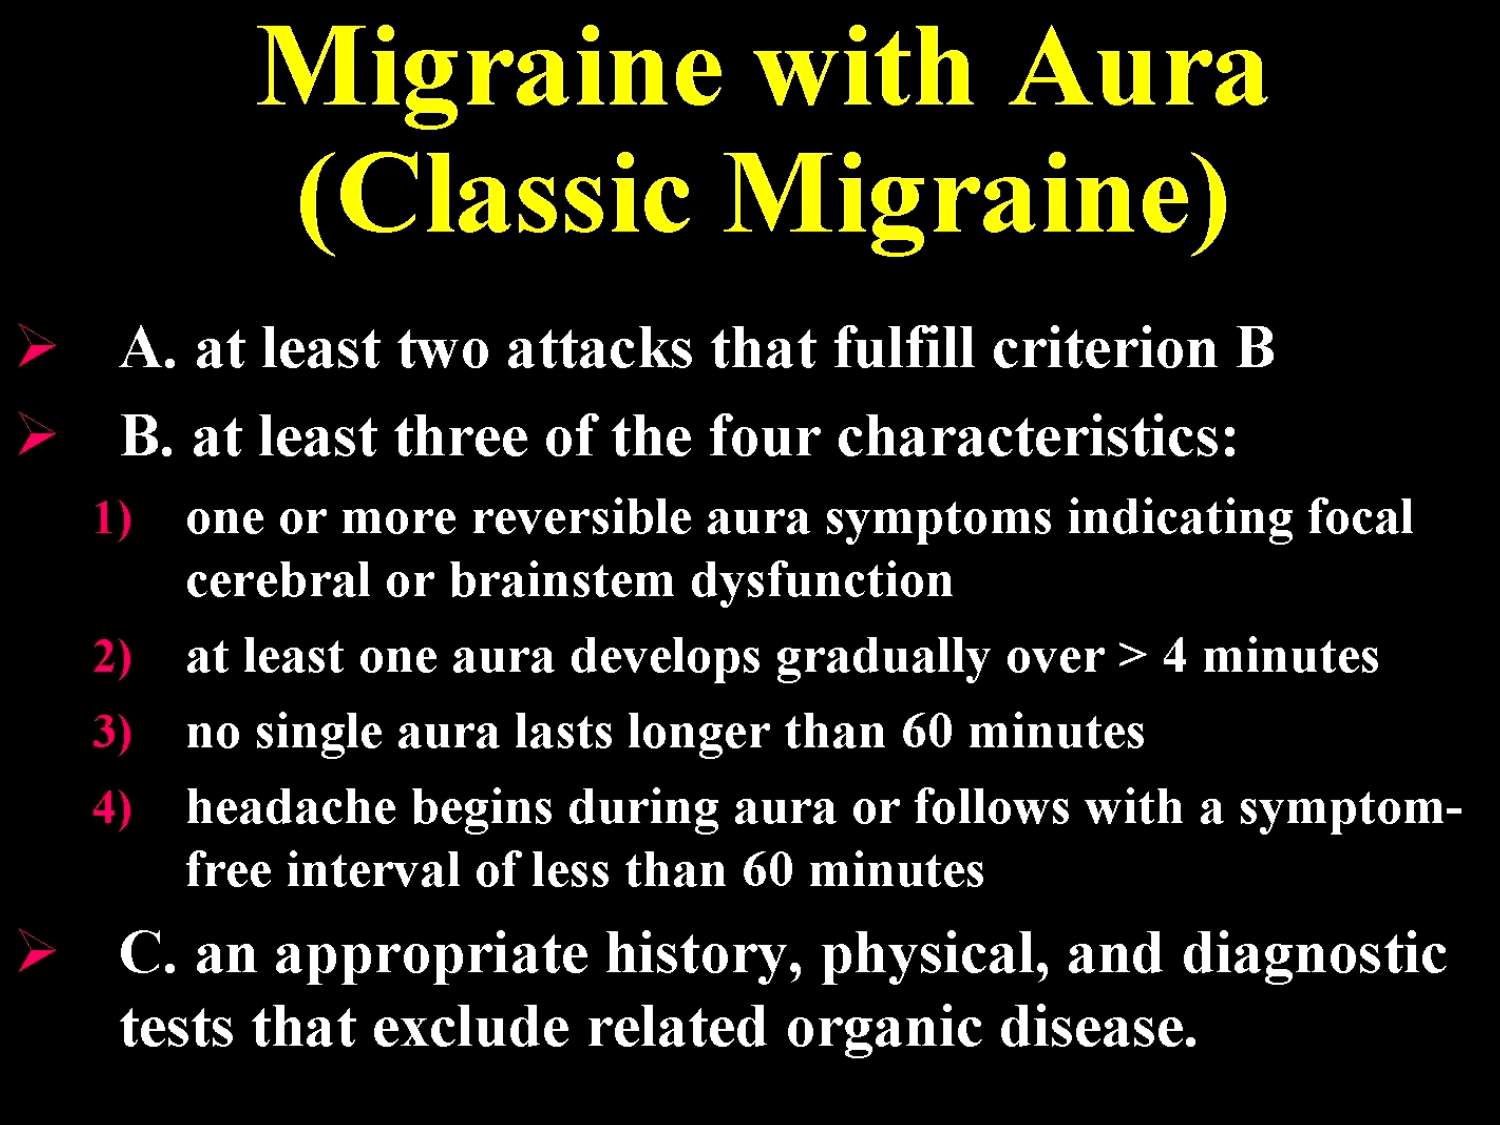 Migraine with Aura
(Classic Migraine)
➢ A. at least two attacks that fulfill criterion B
➢ B. at least three of the four characteristics:
1) one or more reversible aura symptoms indicating focal
cerebral or brainstem dysfunction
2) at least one aura develops gradually over > 4 minutes
3) no single aura lasts longer than 60 minutes
4) headache begins during aura or follows with a symptom-
free interval of less than 60 minutes
➢ C. an appropriate history, physical, and diagnostic
tests that exclude related organic disease.